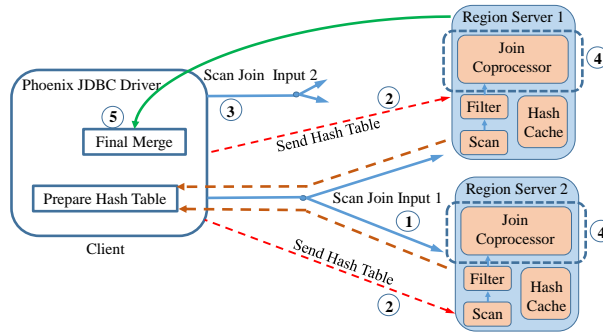 Region Server 1
Join
Coprocessor
4
Filter
Hash
Cache
Scan
Phoenix JDBC Driver
Scan Join Input 2
3
2
5
Final Merge
Send Hash Table
Prepare Hash Table
Scan Join Input 1
1
Client
Send Hash Table
2
Region Server 2
Join
Coprocessor
4
Filter
Hash
Cache
Scan